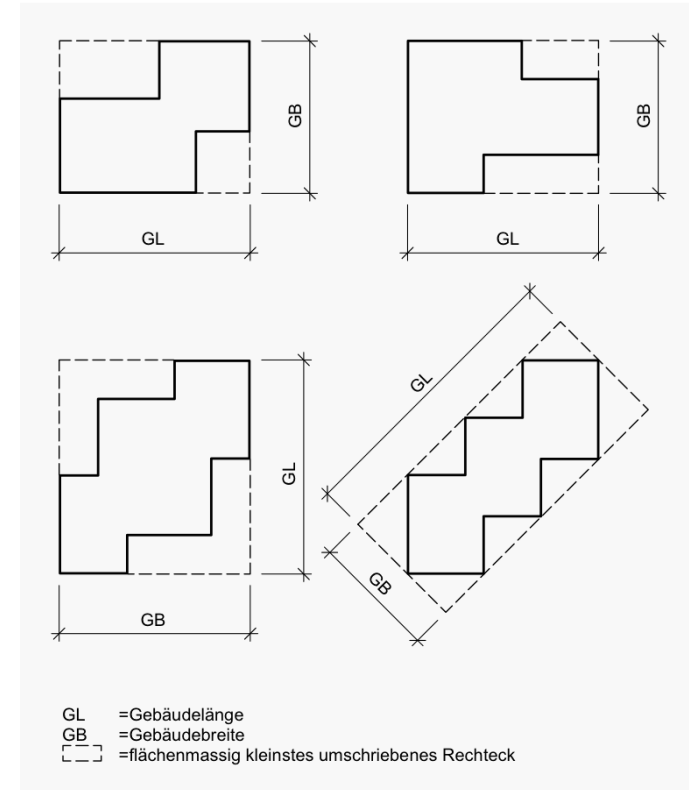 GB
GB
GL
GL
GL
GL
GB
GB
GL =Gebäudelänge
GB =Gebäudebreite
=flächenmassig kleinstes umschriebenes Rechteck